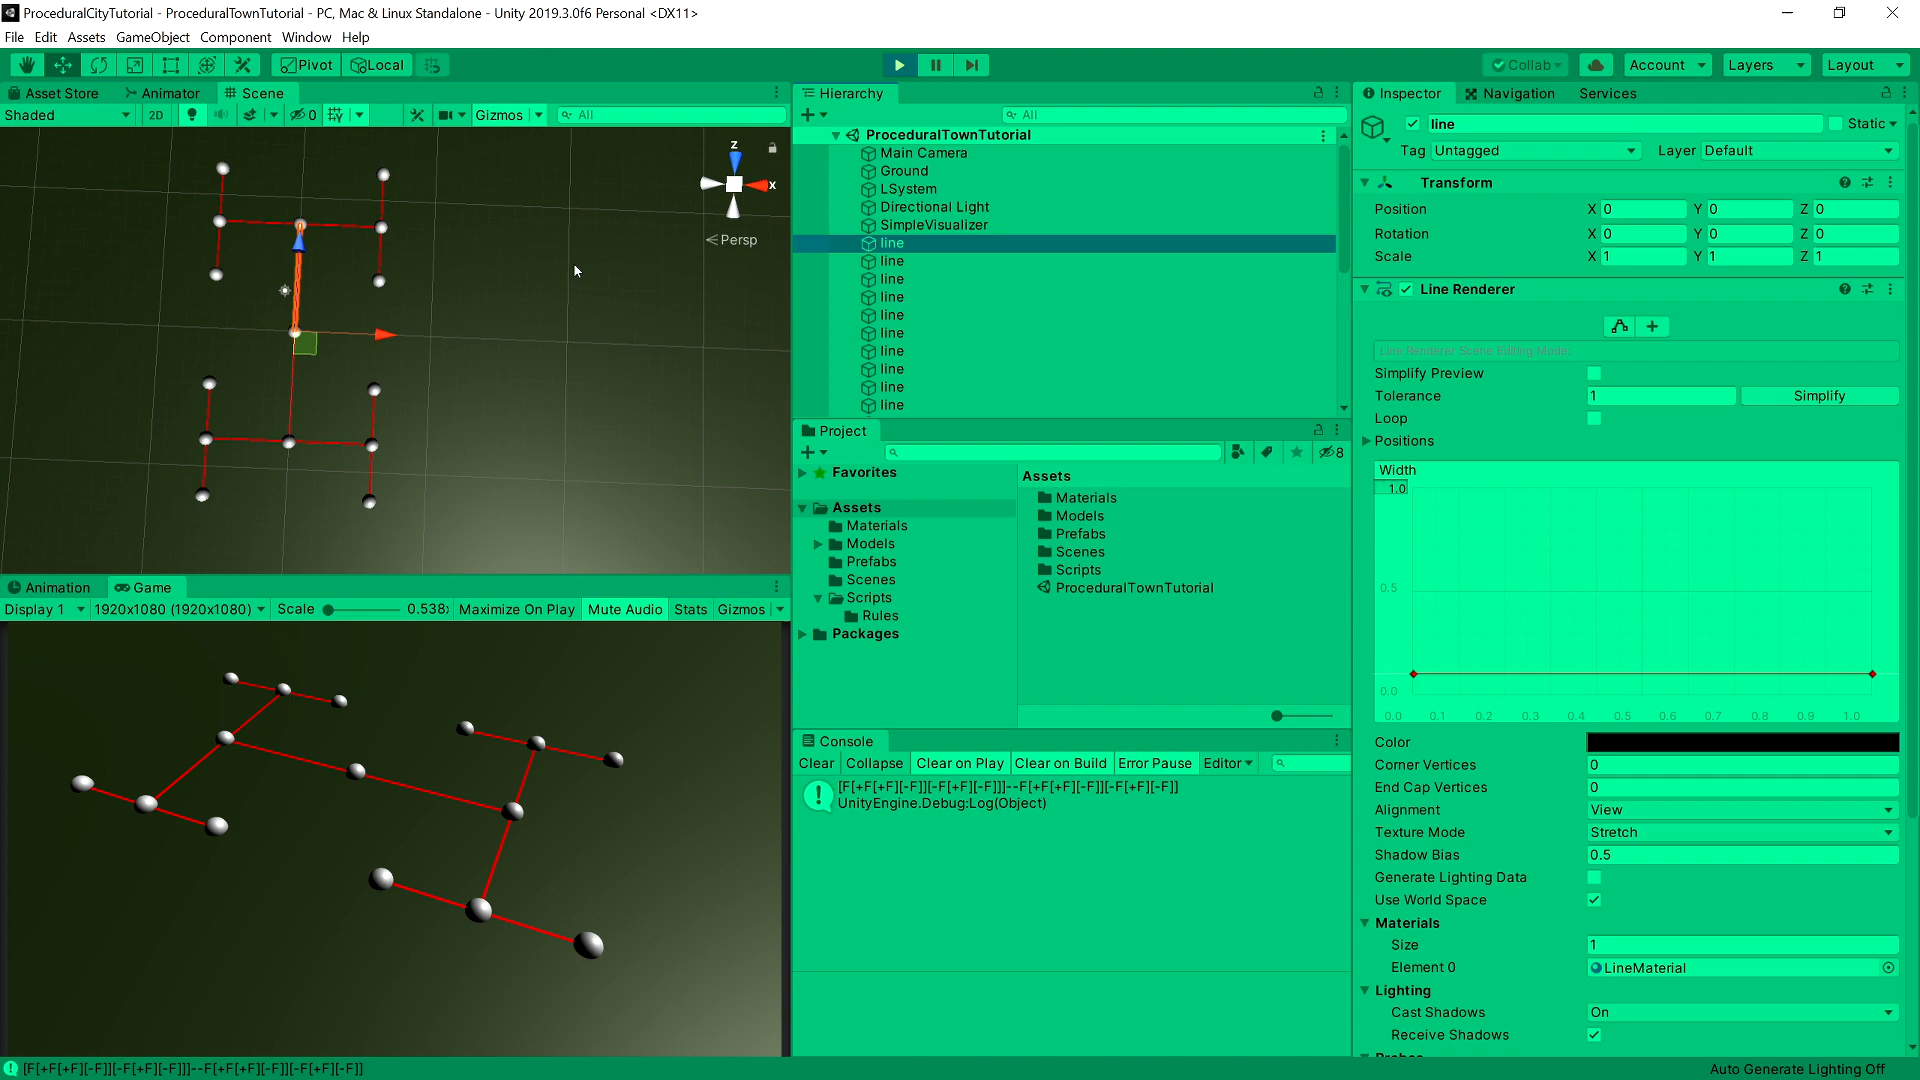 ProceduralCityTutorial - ProceduralTownTutorial - PC, Mac & Linux Standalone - Unity 2019.3.0f6 Personal <DX11>
File Edit Assets GameObject Component Window Help
Pivot Local Collab Account Layers Layout
Asset Store Animator Scene
Shaded 2D 0 Gizmos All
z
x
Persp
Animation Game
Display 1 1920x1080 (1920x1080) Scale 0.538 Maximize On Play Mute Audio Stats Gizmos
Hierarchy
All
ProceduralTownTutorial
Main Camera
Ground
LSystem
Directional Light
SimpleVisualizer
line
line
line
line
line
line
line
line
line
line
Project
8
Favorites
Assets
Materials
Models
Prefabs
Scenes
Scripts
Rules
Packages
Assets
Materials
Models
Prefabs
Scenes
Scripts
ProceduralTownTutorial
Console
Clear Collapse Clear on Play Clear on Build Error Pause Editor
[F[+F[+F][-F]][-F[+F][-F]]]--F[+F[+F][-F]][-F[+F][-F]]
UnityEngine.Debug:Log(Object)
Inspector Navigation Services
line Static
Tag Untagged Layer Default
Transform
Position X 0 Y 0 Z 0
Rotation X 0 Y 0 Z 0
Scale X 1 Y 1 Z 1
Line Renderer
Line Renderer Scene Editing Mode:
Simplify Preview
Tolerance 1 Simplify
Loop
Positions
Width
1.0
0.5
0.0
0.0 0.1 0.2 0.3 0.4 0.5 0.6 0.7 0.8 0.9 1.0
Color
Corner Vertices 0
End Cap Vertices 0
Alignment View
Texture Mode Stretch
Shadow Bias 0.5
Generate Lighting Data
Use World Space
Materials
Size 1
Element 0 LineMaterial
Lighting
Cast Shadows On
Receive Shadows
[F[+F[+F][-F]][-F[+F][-F]]]--F[+F[+F][-F]][-F[+F][-F]]
Auto Generate Lighting Off